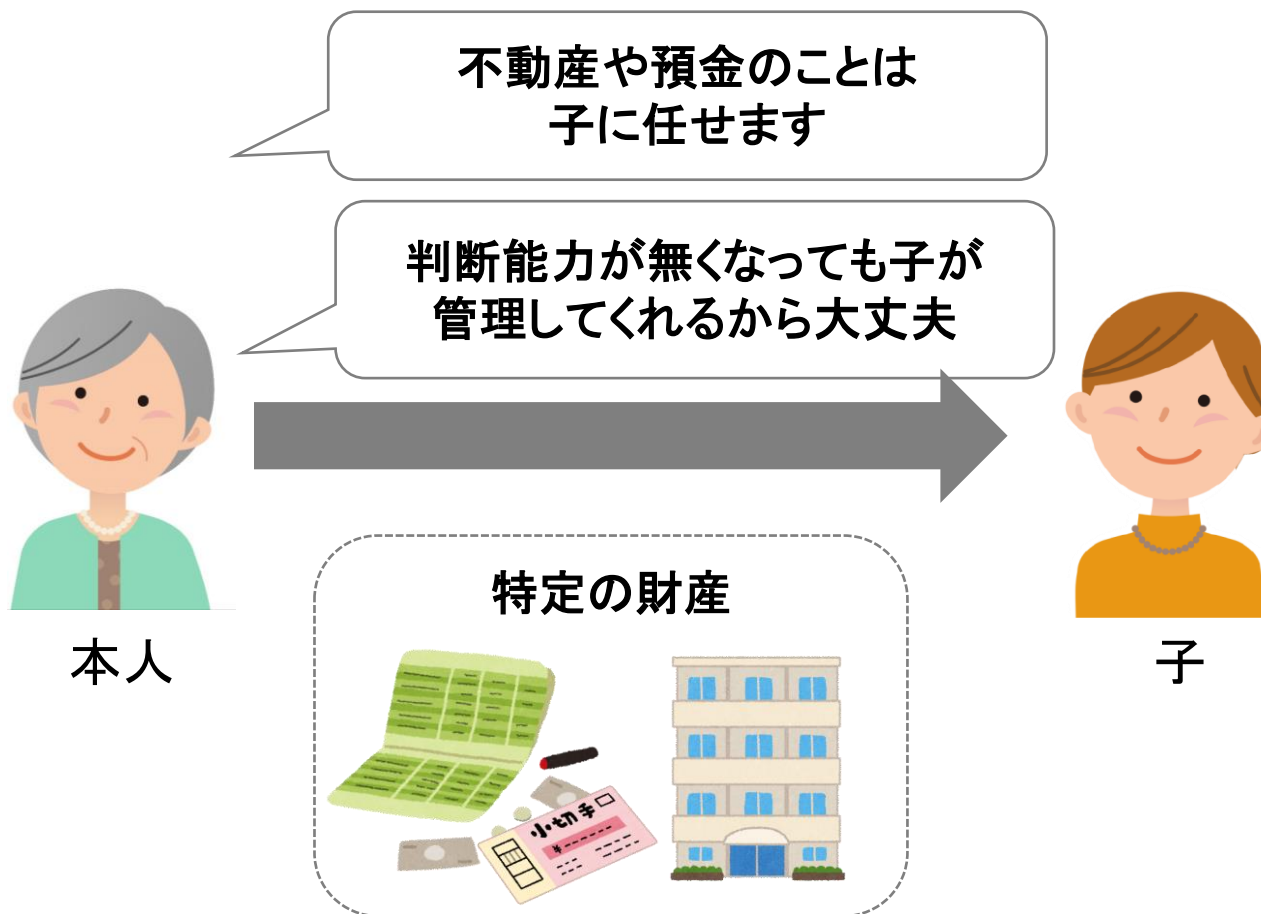 不動産や預金のことは
子に任せます
判断能力が無くなっても子が
管理してくれるから大丈夫
本人
子
特定の財産
小切手
¥